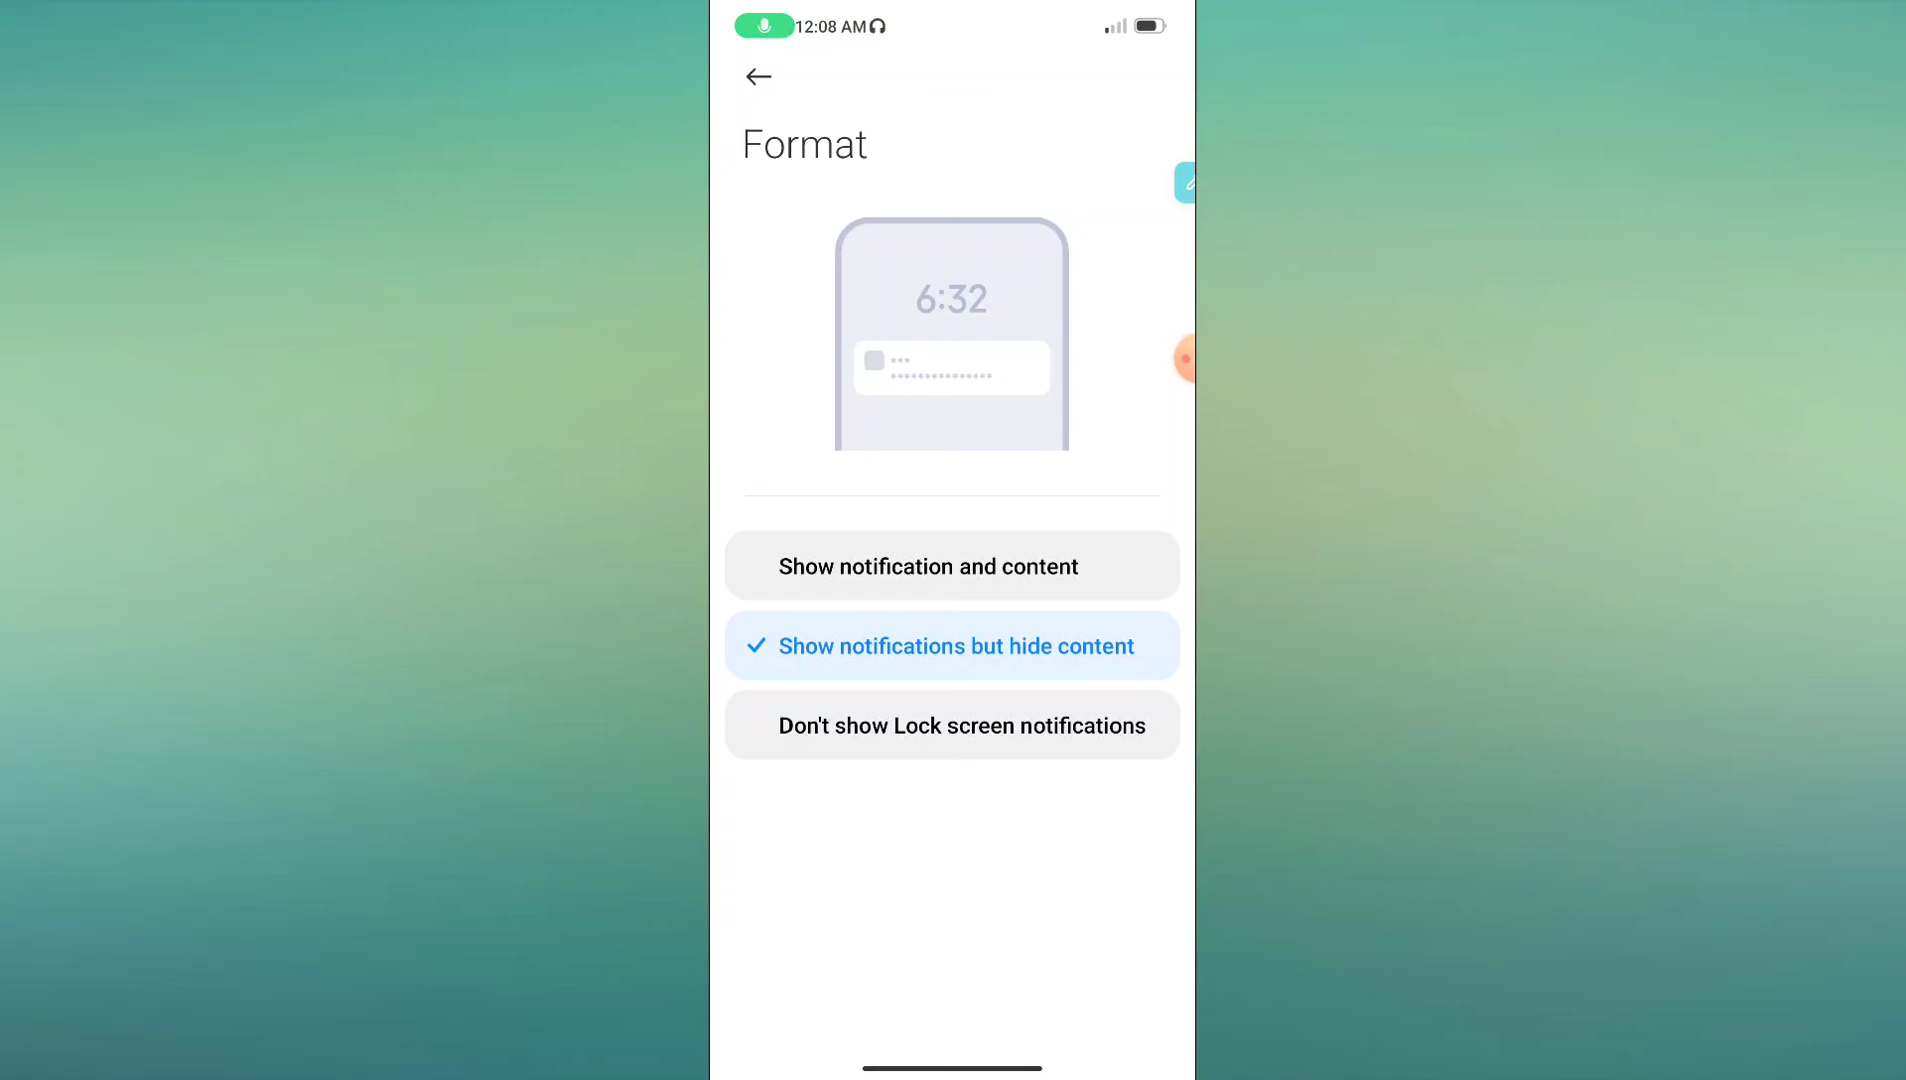 12:08 AM
Format
6:32
***
***************
Show notification and content
Show notifications but hide content
Don't show Lock screen notifications